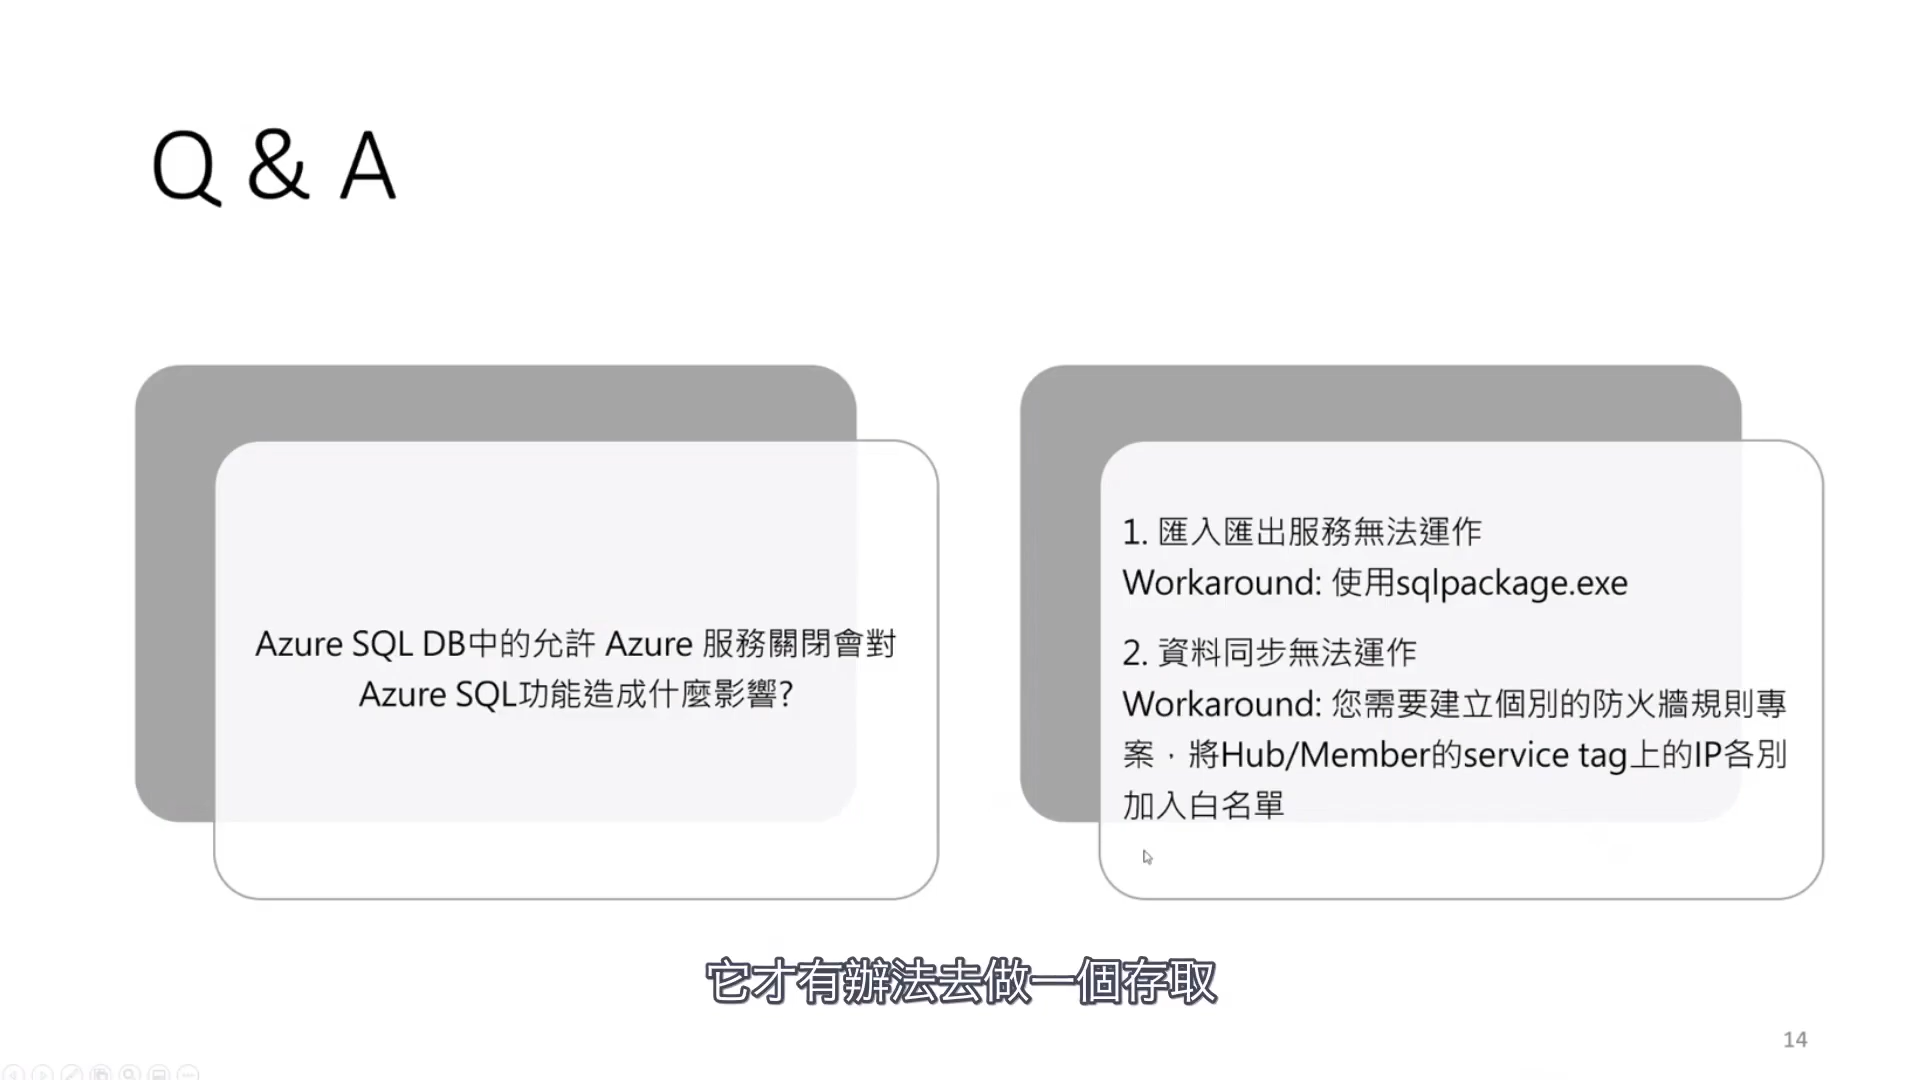 Q & A
Azure SQL DB中的允許 Azure 服務關閉會對
Azure SQL功能造成什麼影響?
1. 匯入匯出服務無法運作
Workaround: 使用sqlpackage.exe
2. 資料同步無法運作
Workaround: 您需要建立個別的防火牆規則專
案，將Hub/Member的service tag上的IP各別
加入白名單
它才有辦法去做一個存取
14